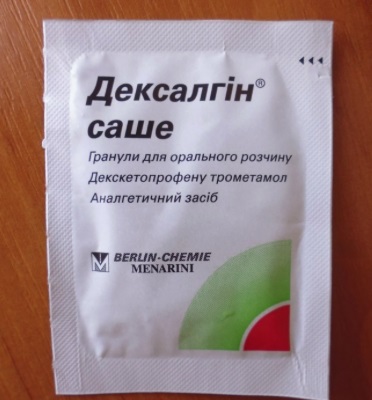 Дексалгін®
саше
Гранули для орального розчину
Декскетопрофену трометамол
Аналгетичний засіб
BERLIN-CHEMIE
MENARINI